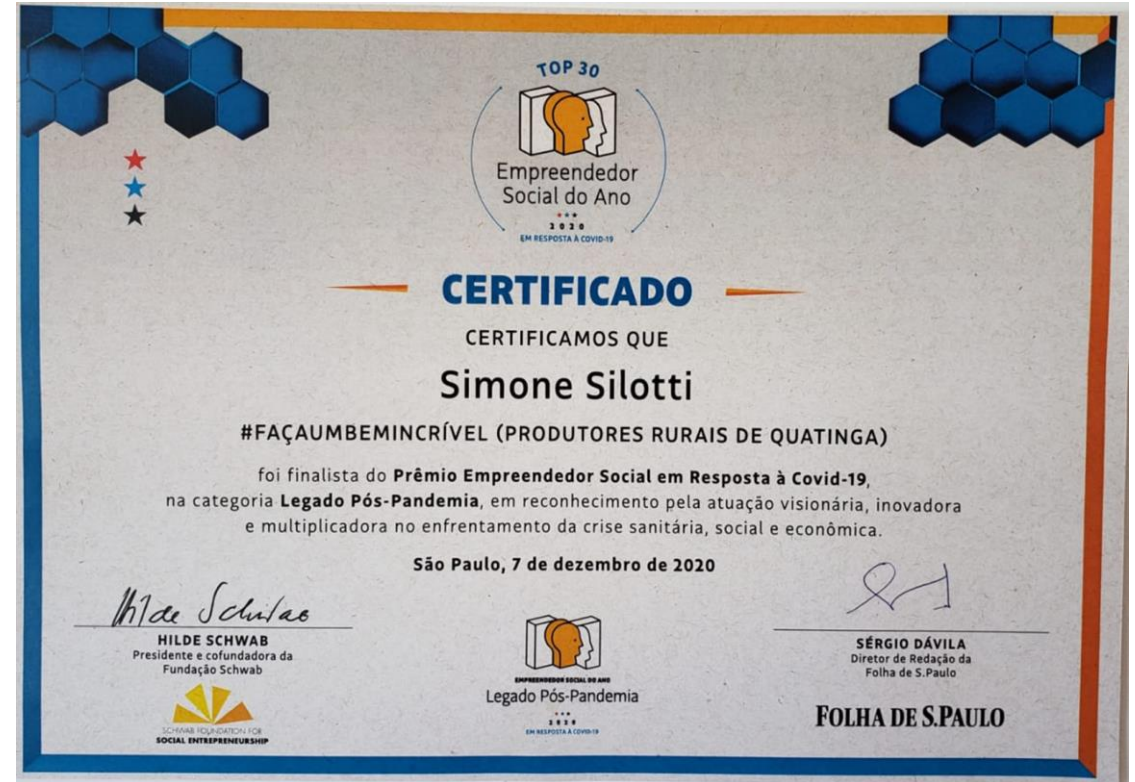 TOP 30
Empreendedor
Social do Ano
2020
EM RESPOSTA À COVID-19
CERTIFICADO
CERTIFICAMOS QUE
Simone Silotti
#FAÇAUMBEMINCRÍVEL (PRODUTORES RURAIS DE QUATINGA)
foi finalista do Prêmio Empreendedor Social em Resposta à Covid-19,
na categoria Legado Pós-Pandemia, em reconhecimento pela atuação visionária, inovadora
e multiplicadora no enfrentamento da crise sanitária, social e econômica.
São Paulo, 7 de dezembro de 2020
Hilde Schwab
HILDE SCHWAB
Presidente e cofundadora da
Fundação Schwab
SCHWAB FOUNDATION FOR
SOCIAL ENTREPRENEURSHIP
EMPREENDEDOR SOCIAL DO ANO
Legado Pós-Pandemia
2020
EM RESPOSTA À COVID-19
SÉRGIO DÁVILA
Diretor de Redação da
Folha de S.Paulo
FOLHA DE S.PAULO